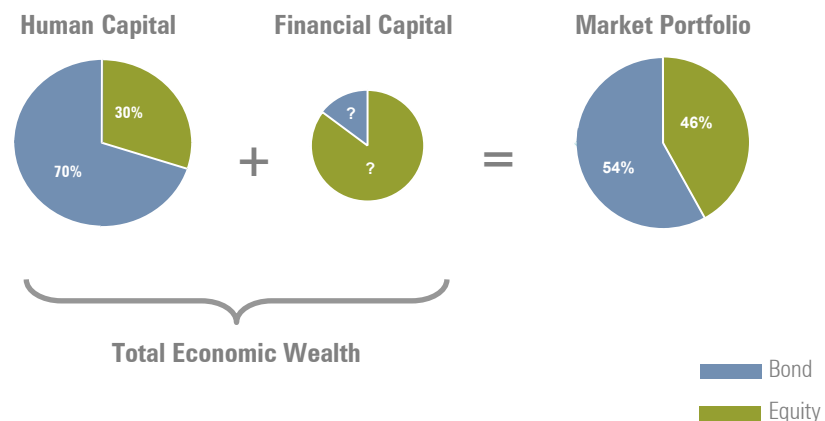 Human Capital
Financial Capital
Market Portfolio
30%
70%
+
?
?
=
46%
54%
Total Economic Wealth
Bond
Equity